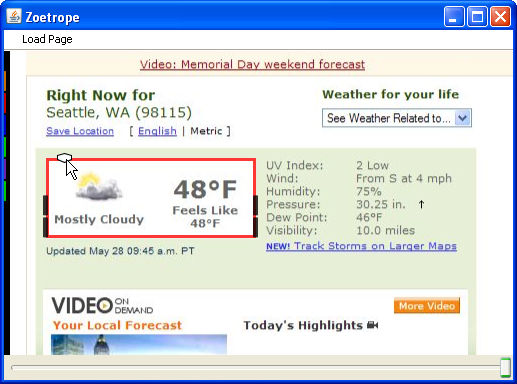 Zoetrope
Load Page
Video: Memorial Day weekend forecast
Right Now for
Seattle, WA (98115)
Save Location [ English | Metric ]
Weather for your life
See Weather Related to...
Mostly Cloudy
48°F
Feels Like
48°F
UV Index: 2 Low
Wind: From S at 4 mph
Humidity: 75%
Pressure: 30.25 in. ↑
Dew Point: 46°F
Visibility: 10.0 miles
NEW! Track Storms on Larger Maps
Updated May 28 09:45 a.m. PT
VIDEO ON DEMAND
More Video
Your Local Forecast
Today's Highlights